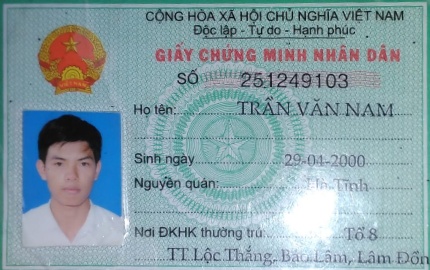 CỘNG HÒA XÃ HỘI CHỦ NGHĨA VIỆT NAM
Độc lập - Tự do - Hạnh phúc
GIẤY CHỨNG MINH NHÂN DÂN
SỐ 251249103
Họ tên: TRẦN VĂN NAM
Sinh ngày 29-04-2000
Nguyên quán: Hà Tĩnh
Nơi ĐKHK thường trú: Tổ 8
TT.Lộc Thắng, Bảo Lâm, Lâm Đồn